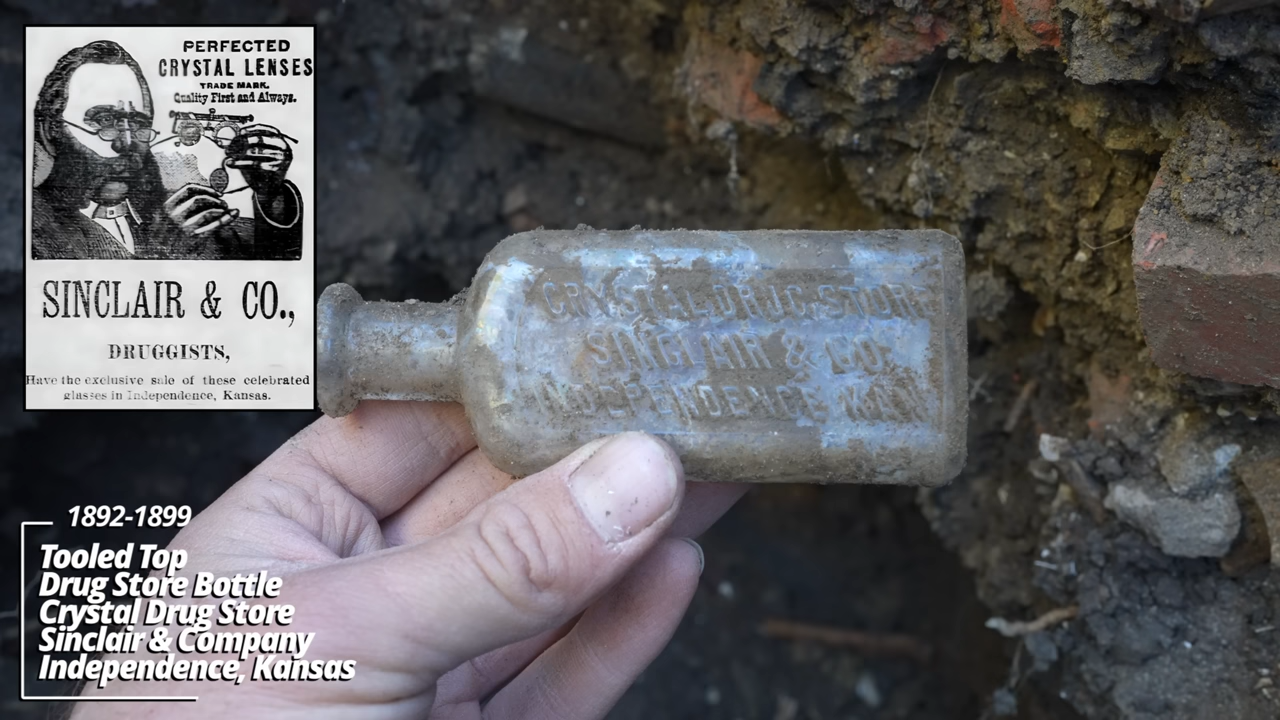 PERFECTED
CRYSTAL LENSES
TRADE MARK.
Quality First and Always.
SINCLAIR & CO.,
DRUGGISTS,
Have the exclusive sale of these celebrated
glasses in Independence, Kansas.
CRYSTAL DRUG STORE
SINCLAIR & CO.
INDEPENDENCE KAN
1892-1899
Tooled Top
Drug Store Bottle
Crystal Drug Store
Sinclair & Company
Independence, Kansas